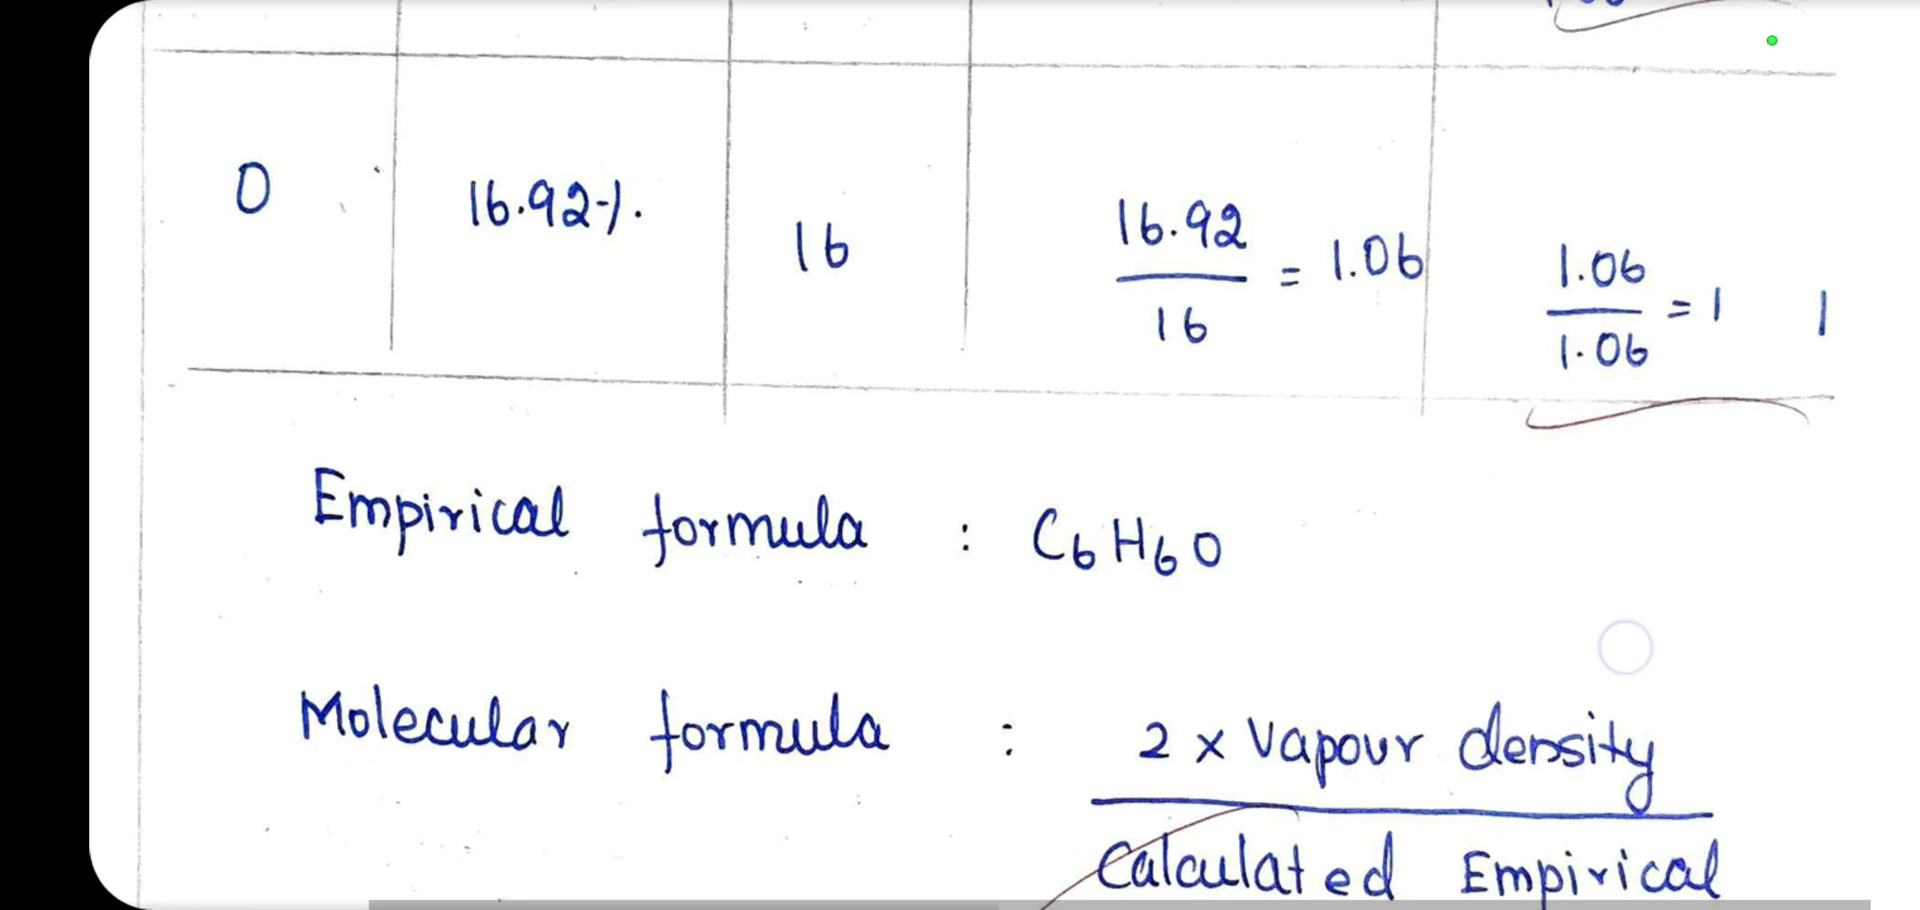 O 16.92% 16 16.92/16 = 1.06 1.06/1.06 = 1 1
Empirical formula : C6H6O
Molecular formula : 2 x Vapour density
Calculated Empirical